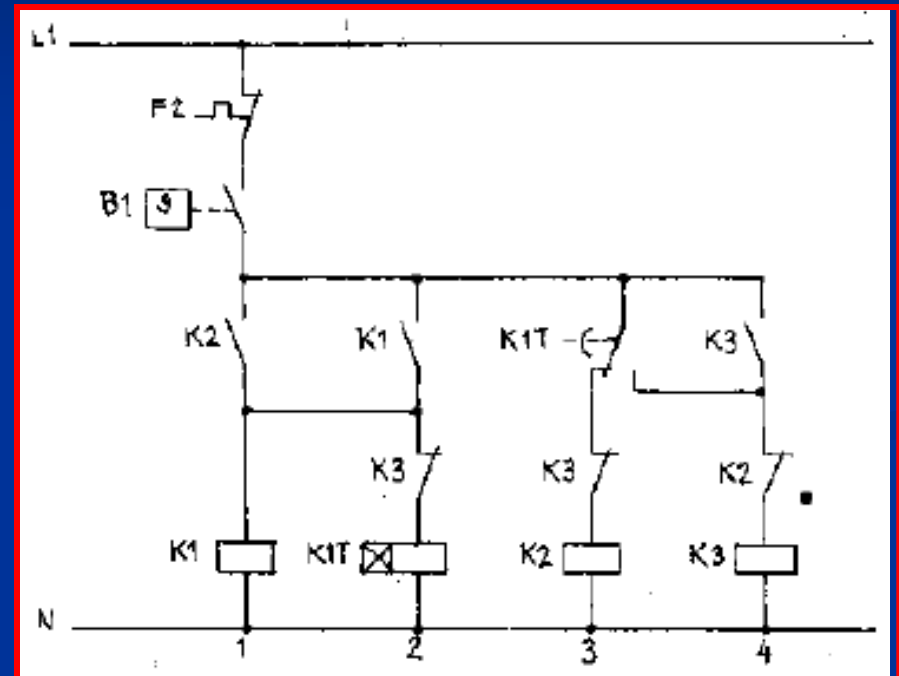 L1
F2
B1 ϑ
K2 K1 K1T K3
K3 K3 K2
K1 K1T K2 K3
N
1 2 3 4